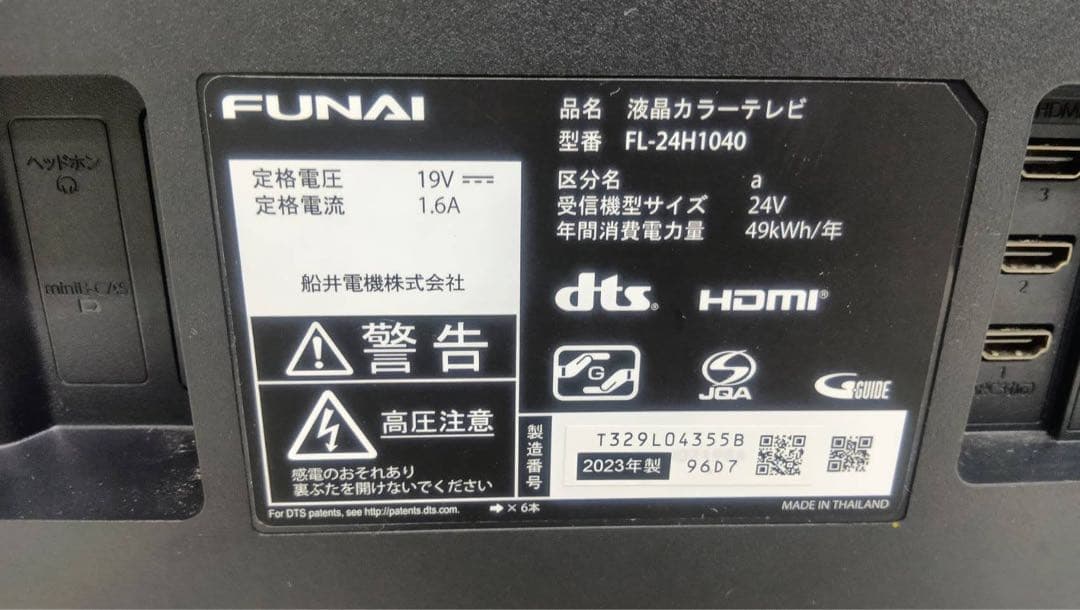 FUNAI
品名 液晶カラーテレビ
型番 FL-24H1040
定格電圧 19V
定格電流 1.6A
船井電機株式会社
区分名 a
受信機型サイズ 24V
年間消費電力量 49kWh/年
dts®
HDMI®
G
JQA
G-GUIDE
警告
高圧注意
感電のおそれあり
裏ぶたを開けないでください
製造番号
T329L04355B
2023年製 96D7
For DTS patents, see http://patents.dts.com.
➡ × 6本
MADE IN THAILAND
ヘッドホン
miniB-CAS
HDMI
3
2
1